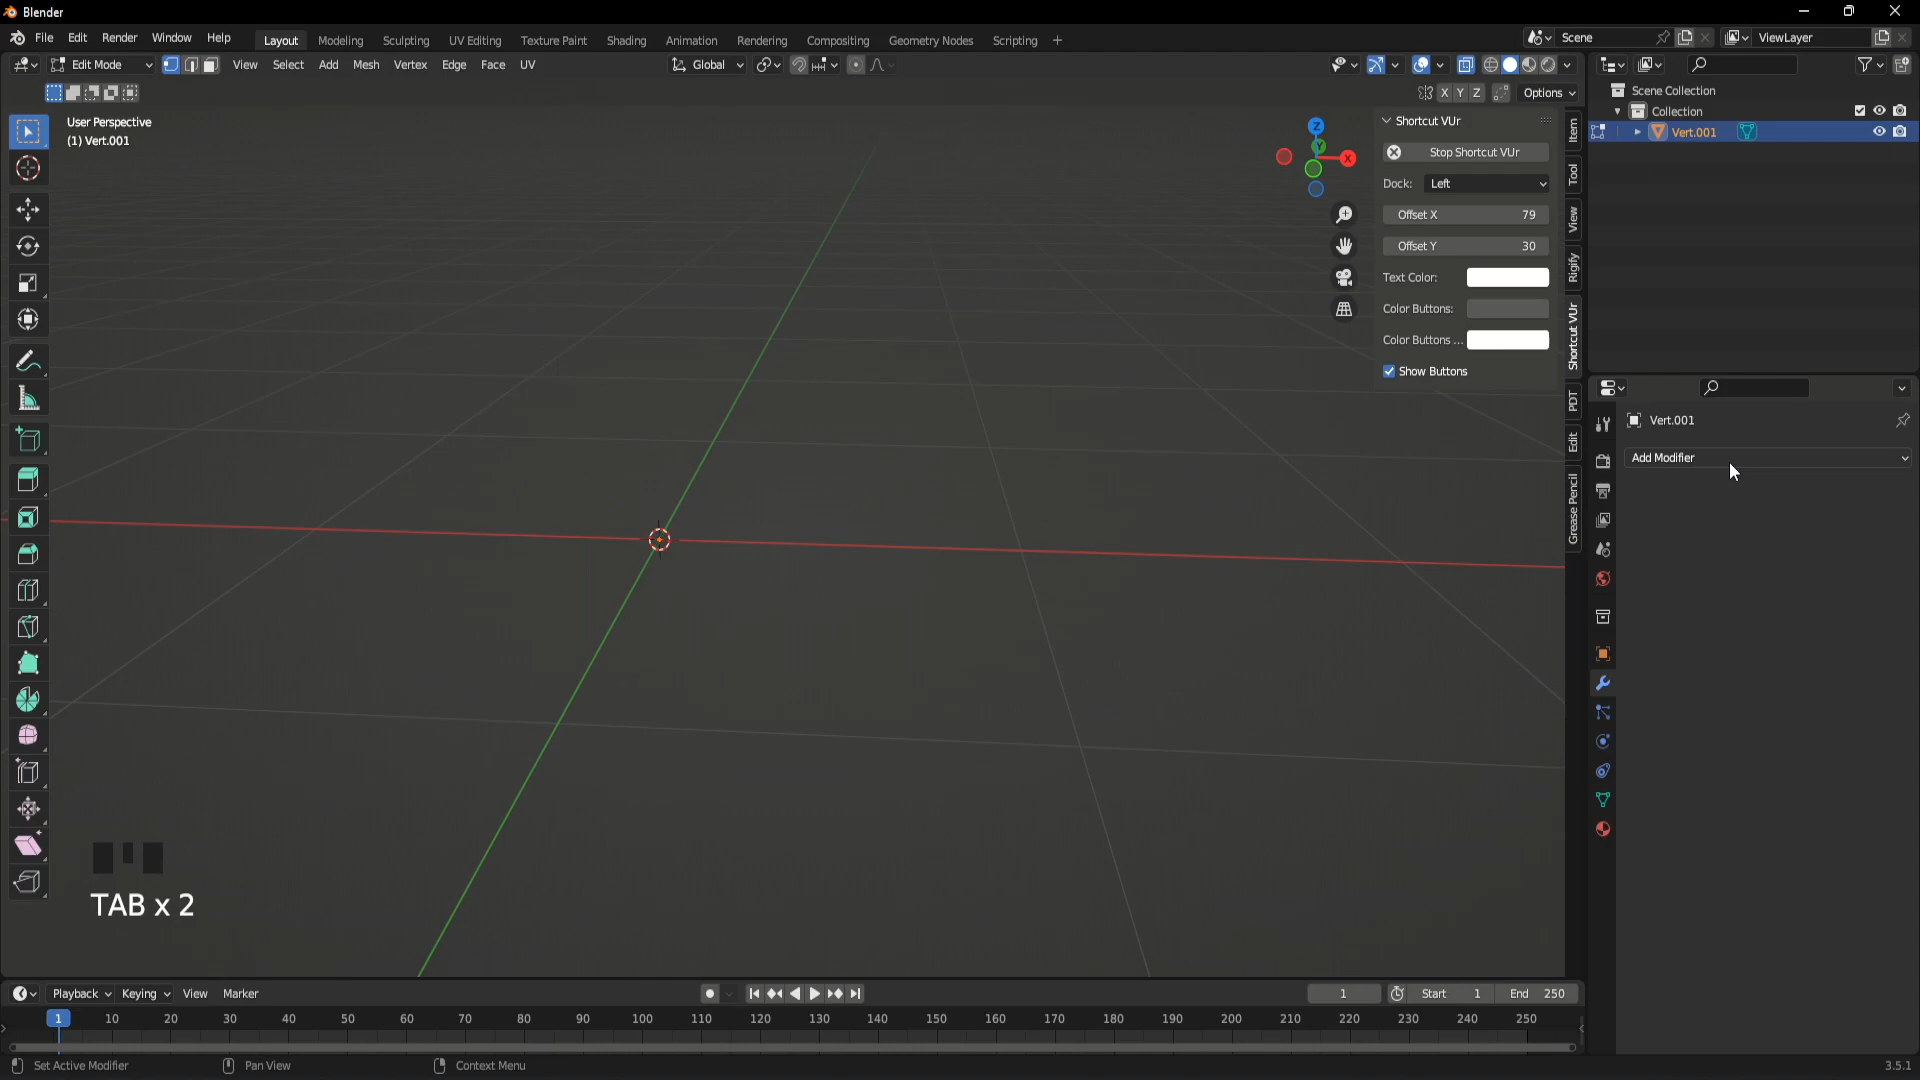 Blender
File Edit Render Window Help
Layout Modeling Sculpting UV Editing Texture Paint Shading Animation Rendering Compositing Geometry Nodes Scripting +
Scene
ViewLayer
Edit Mode View Select Add Mesh Vertex Edge Face UV
Global
X Y Z Options
User Perspective
(1) Vert.001
Z
Y
X
Shortcut VUr
Stop Shortcut VUr
Dock: Left
Offset X 79
Offset Y 30
Text Color:
Color Buttons:
Color Buttons ...
Show Buttons
Item
Tool
View
Rigify
Shortcut VUr
PDT
Edit
Grease Pencil
Scene Collection
Collection
Vert.001
Vert.001
Add Modifier
TAB x 2
Playback Keying View Marker
1 Start 1 End 250
1 10 20 30 40 50 60 70 80 90 100 110 120 130 140 150 160 170 180 190 200 210 220 230 240 250
Set Active Modifier Pan View Context Menu
3.5.1